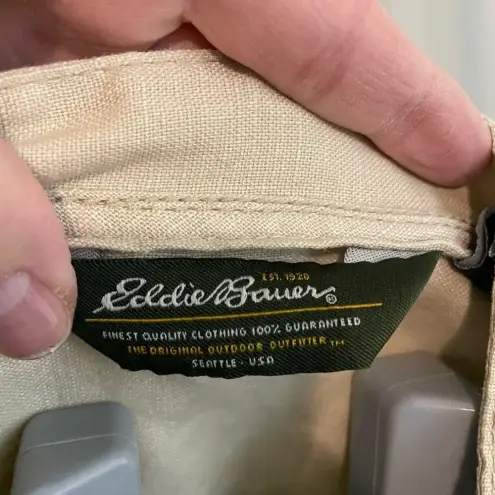 EST. 1920
Eddie Bauer®
FINEST QUALITY CLOTHING 100% GUARANTEED
THE ORIGINAL OUTDOOR OUTFITTER™
SEATTLE · USA